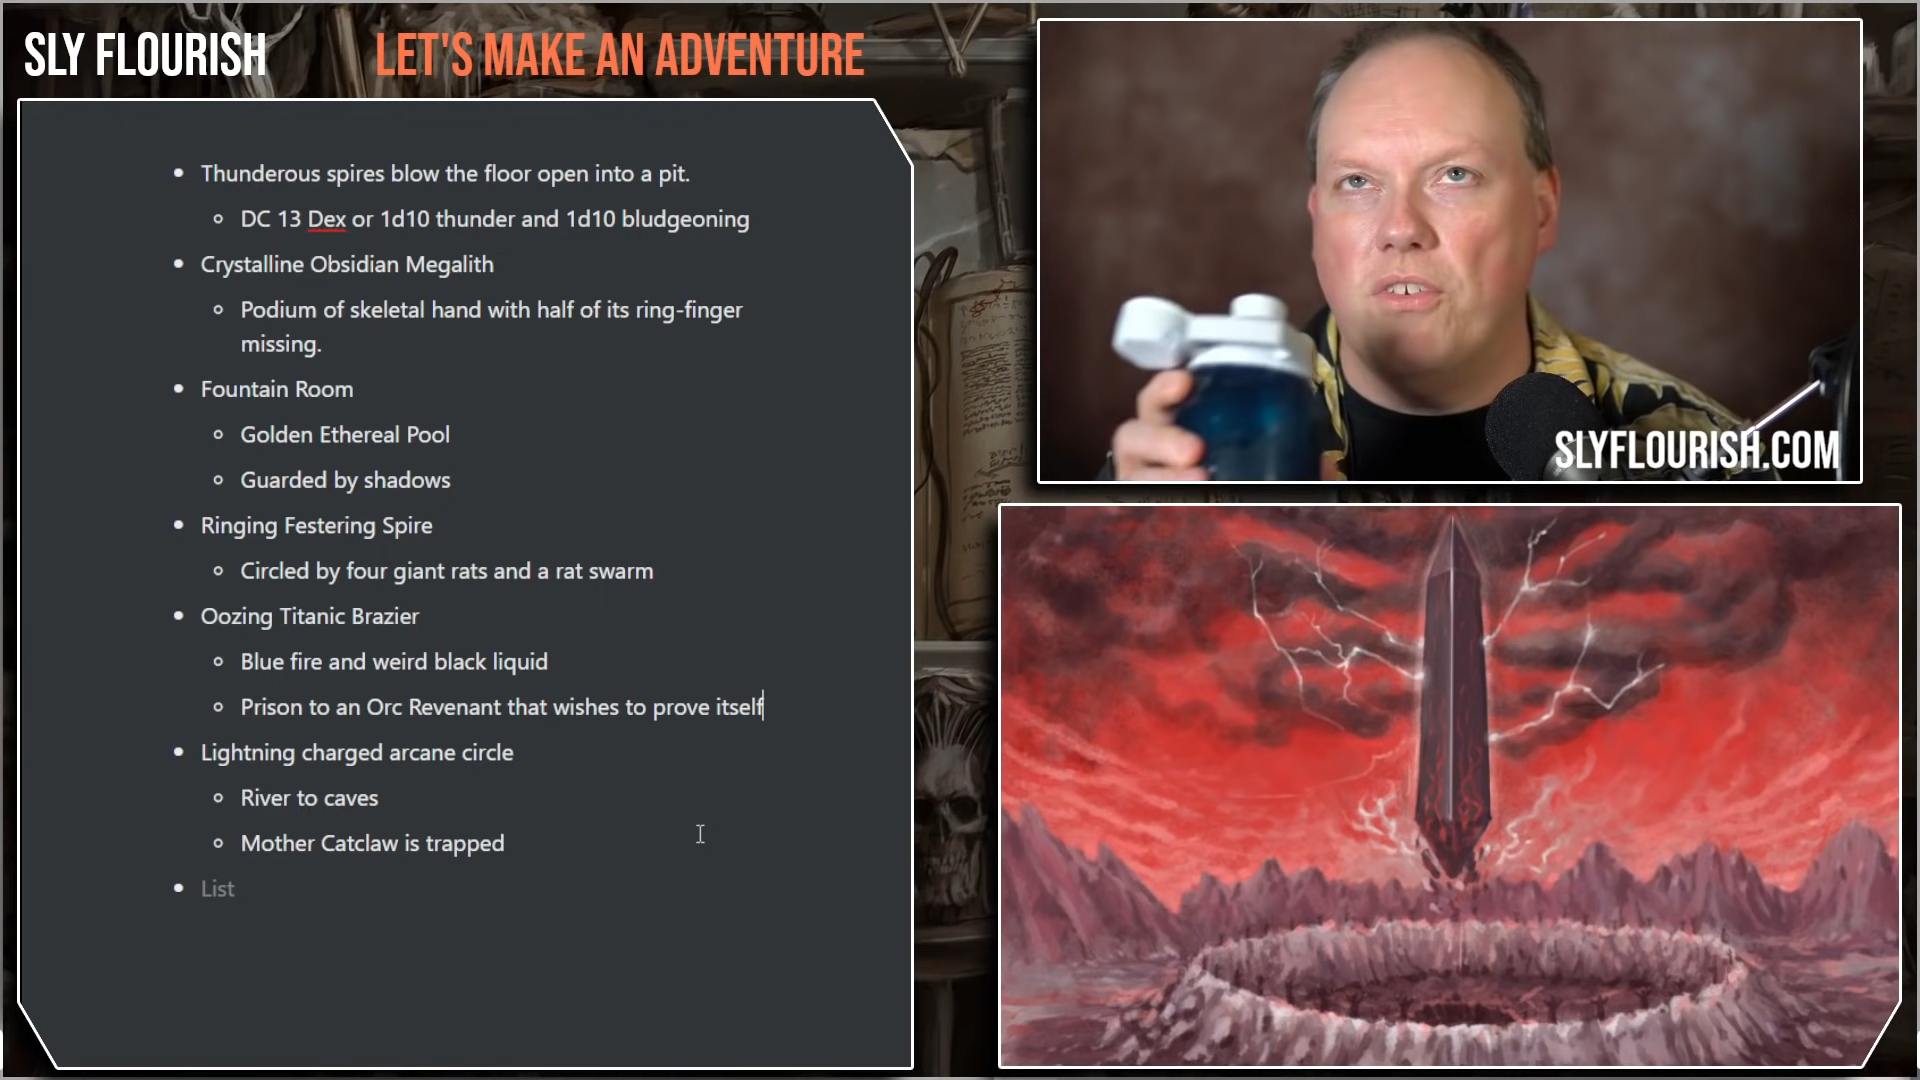 SLY FLOURISH
LET'S MAKE AN ADVENTURE
Thunderous spires blow the floor open into a pit.
DC 13 Dex or 1d10 thunder and 1d10 bludgeoning
Crystalline Obsidian Megalith
Podium of skeletal hand with half of its ring-finger
missing.
Fountain Room
Golden Ethereal Pool
Guarded by shadows
Ringing Festering Spire
Circled by four giant rats and a rat swarm
Oozing Titanic Brazier
Blue fire and weird black liquid
Prison to an Orc Revenant that wishes to prove itself
Lightning charged arcane circle
River to caves
Mother Catclaw is trapped
List
SLYFLOURISH.COM